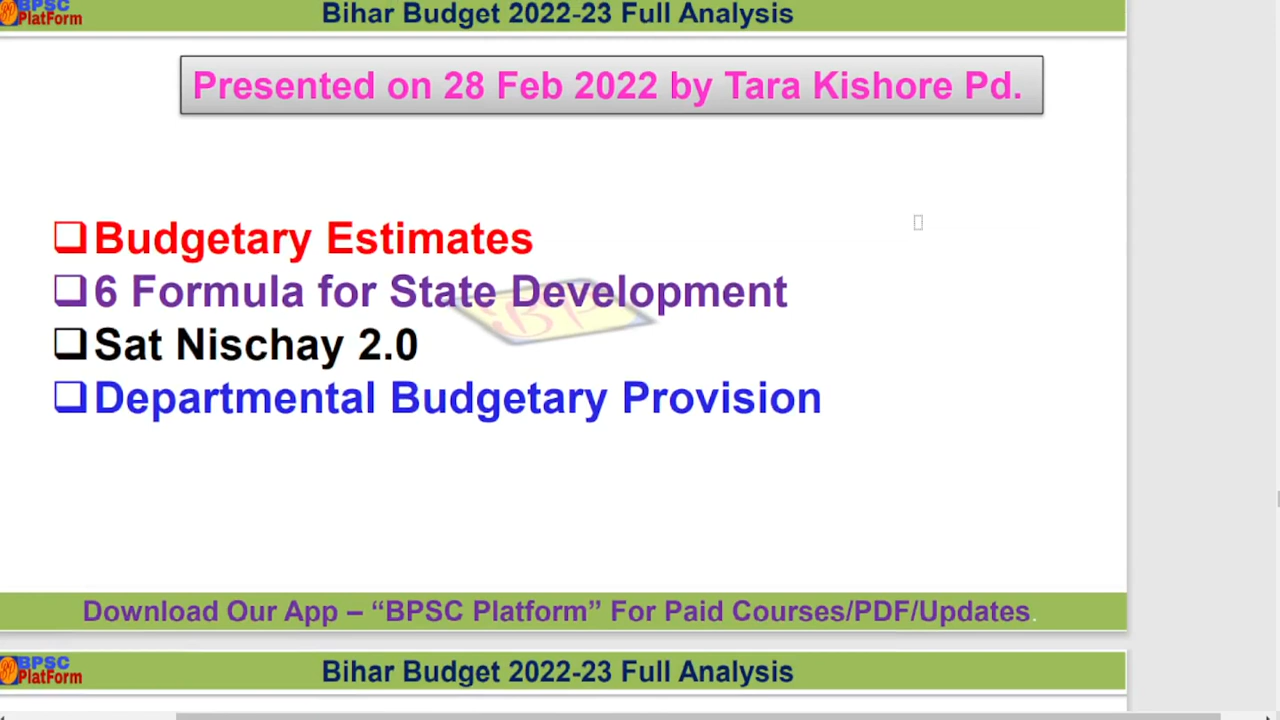 BPSC
PlatForm
Bihar Budget 2022-23 Full Analysis
Presented on 28 Feb 2022 by Tara Kishore Pd.
Budgetary Estimates
6 Formula for State Development
Sat Nischay 2.0
Departmental Budgetary Provision
Download Our App – “BPSC Platform” For Paid Courses/PDF/Updates.
BPSC
PlatForm
Bihar Budget 2022-23 Full Analysis